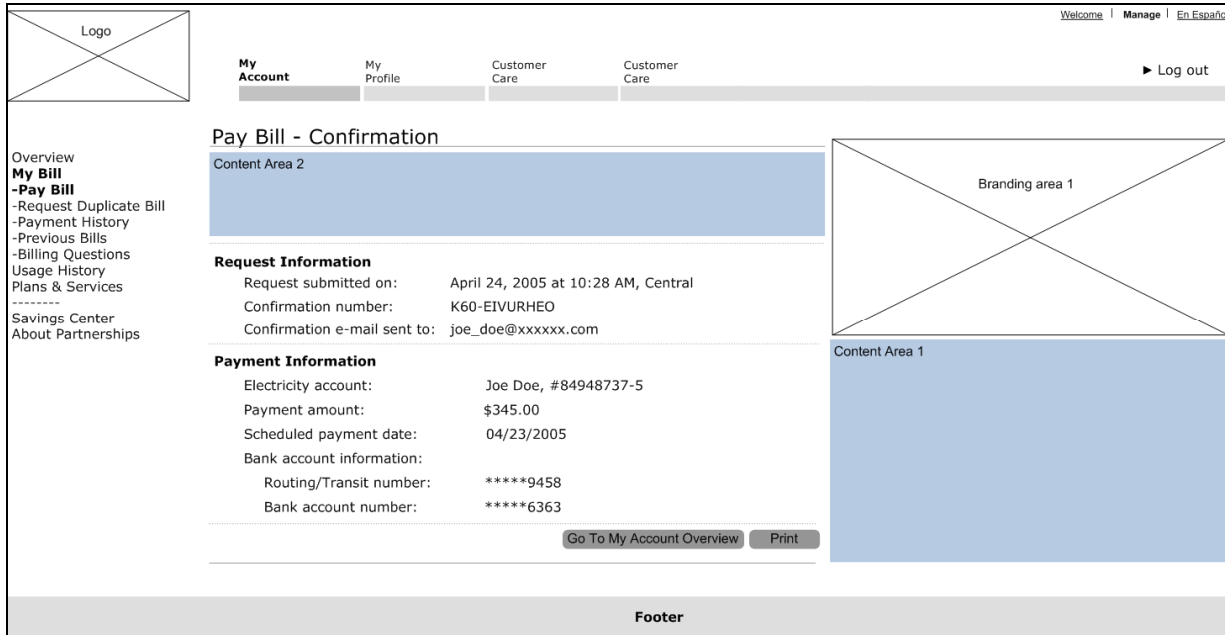 Logo
Welcome | Manage | En Españo
My Account
My Profile
Customer Care
Customer Care
► Log out
Pay Bill - Confirmation
Overview
My Bill
-Pay Bill
-Request Duplicate Bill
-Payment History
-Previous Bills
-Billing Questions
Usage History
Plans & Services
--------
Savings Center
About Partnerships
Content Area 2
Request Information
Request submitted on: April 24, 2005 at 10:28 AM, Central
Confirmation number: K60-EIVURHEO
Confirmation e-mail sent to: joe_doe@xxxxxx.com
Payment Information
Electricity account: Joe Doe, #84948737-5
Payment amount: $345.00
Scheduled payment date: 04/23/2005
Bank account information:
Routing/Transit number: *****9458
Bank account number: *****6363
Go To My Account Overview
Print
Branding area 1
Content Area 1
Footer